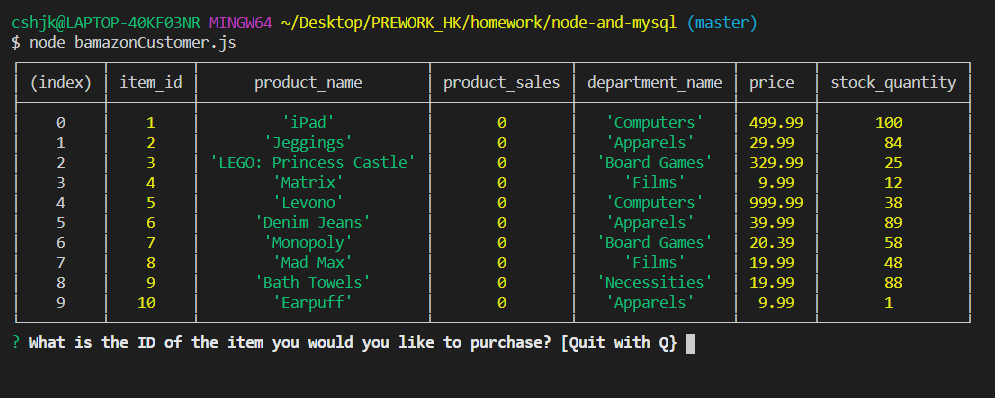 cshjk@LAPTOP-40KF03NR MINGW64 ~/Desktop/PREWORK_HK/homework/node-and-mysql (master)
$ node bamazonCustomer.js
(index) item_id product_name product_sales department_name price stock_quantity
0 1 'iPad' 0 'Computers' 499.99 100
1 2 'Jeggings' 0 'Apparels' 29.99 84
2 3 'LEGO: Princess Castle' 0 'Board Games' 329.99 25
3 4 'Matrix' 0 'Films' 9.99 12
4 5 'Levono' 0 'Computers' 999.99 38
5 6 'Denim Jeans' 0 'Apparels' 39.99 89
6 7 'Monopoly' 0 'Board Games' 20.39 58
7 8 'Mad Max' 0 'Films' 19.99 48
8 9 'Bath Towels' 0 'Necessities' 19.99 88
9 10 'Earpuff' 0 'Apparels' 9.99 1
? What is the ID of the item you would you like to purchase? [Quit with Q}